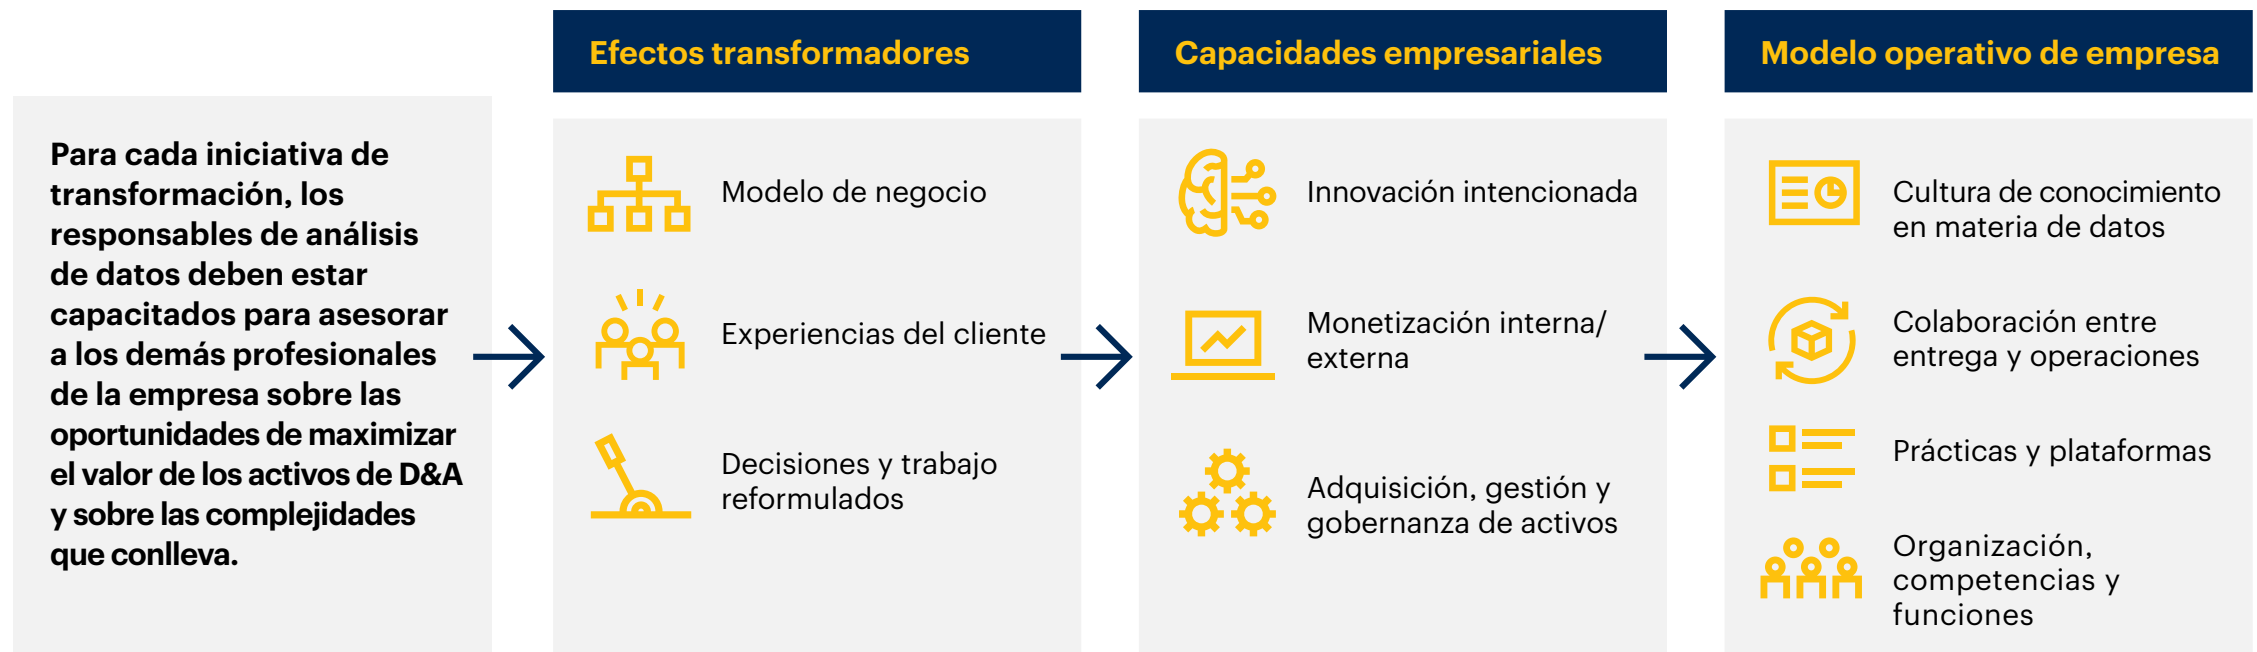 Para cada iniciativa de
transformación, los
responsables de análisis
de datos deben estar
capacitados para asesorar
a los demás profesionales
de la empresa sobre las
oportunidades de maximizar
el valor de los activos de D&A
y sobre las complejidades
que conlleva.
Efectos transformadores
Modelo de negocio
Experiencias del cliente
Decisiones y trabajo
reformulados
Capacidades empresariales
Innovación intencionada
Monetización interna/
externa
Adquisición, gestión y
gobernanza de activos
Modelo operativo de empresa
Cultura de conocimiento
en materia de datos
Colaboración entre
entrega y operaciones
Prácticas y plataformas
Organización,
competencias y
funciones